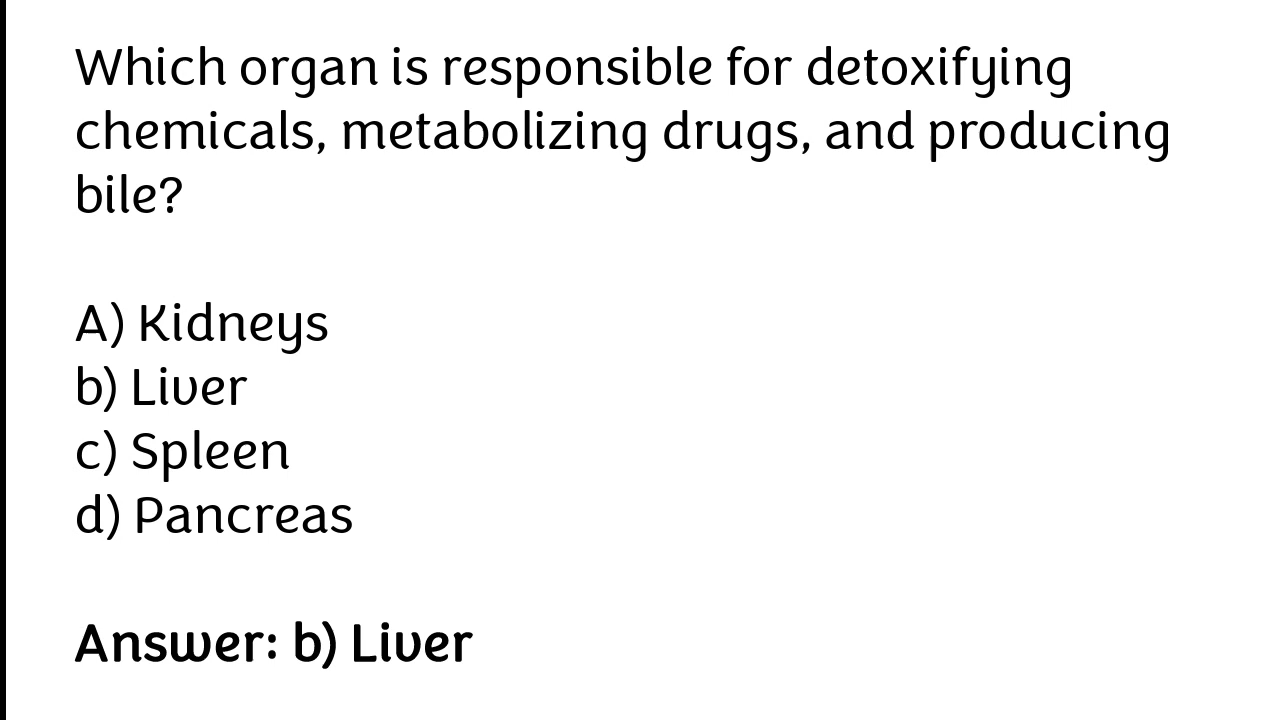 Which organ is responsible for detoxifying
chemicals, metabolizing drugs, and producing
bile?
A) Kidneys
b) Liver
c) Spleen
d) Pancreas
Answer: b) Liver